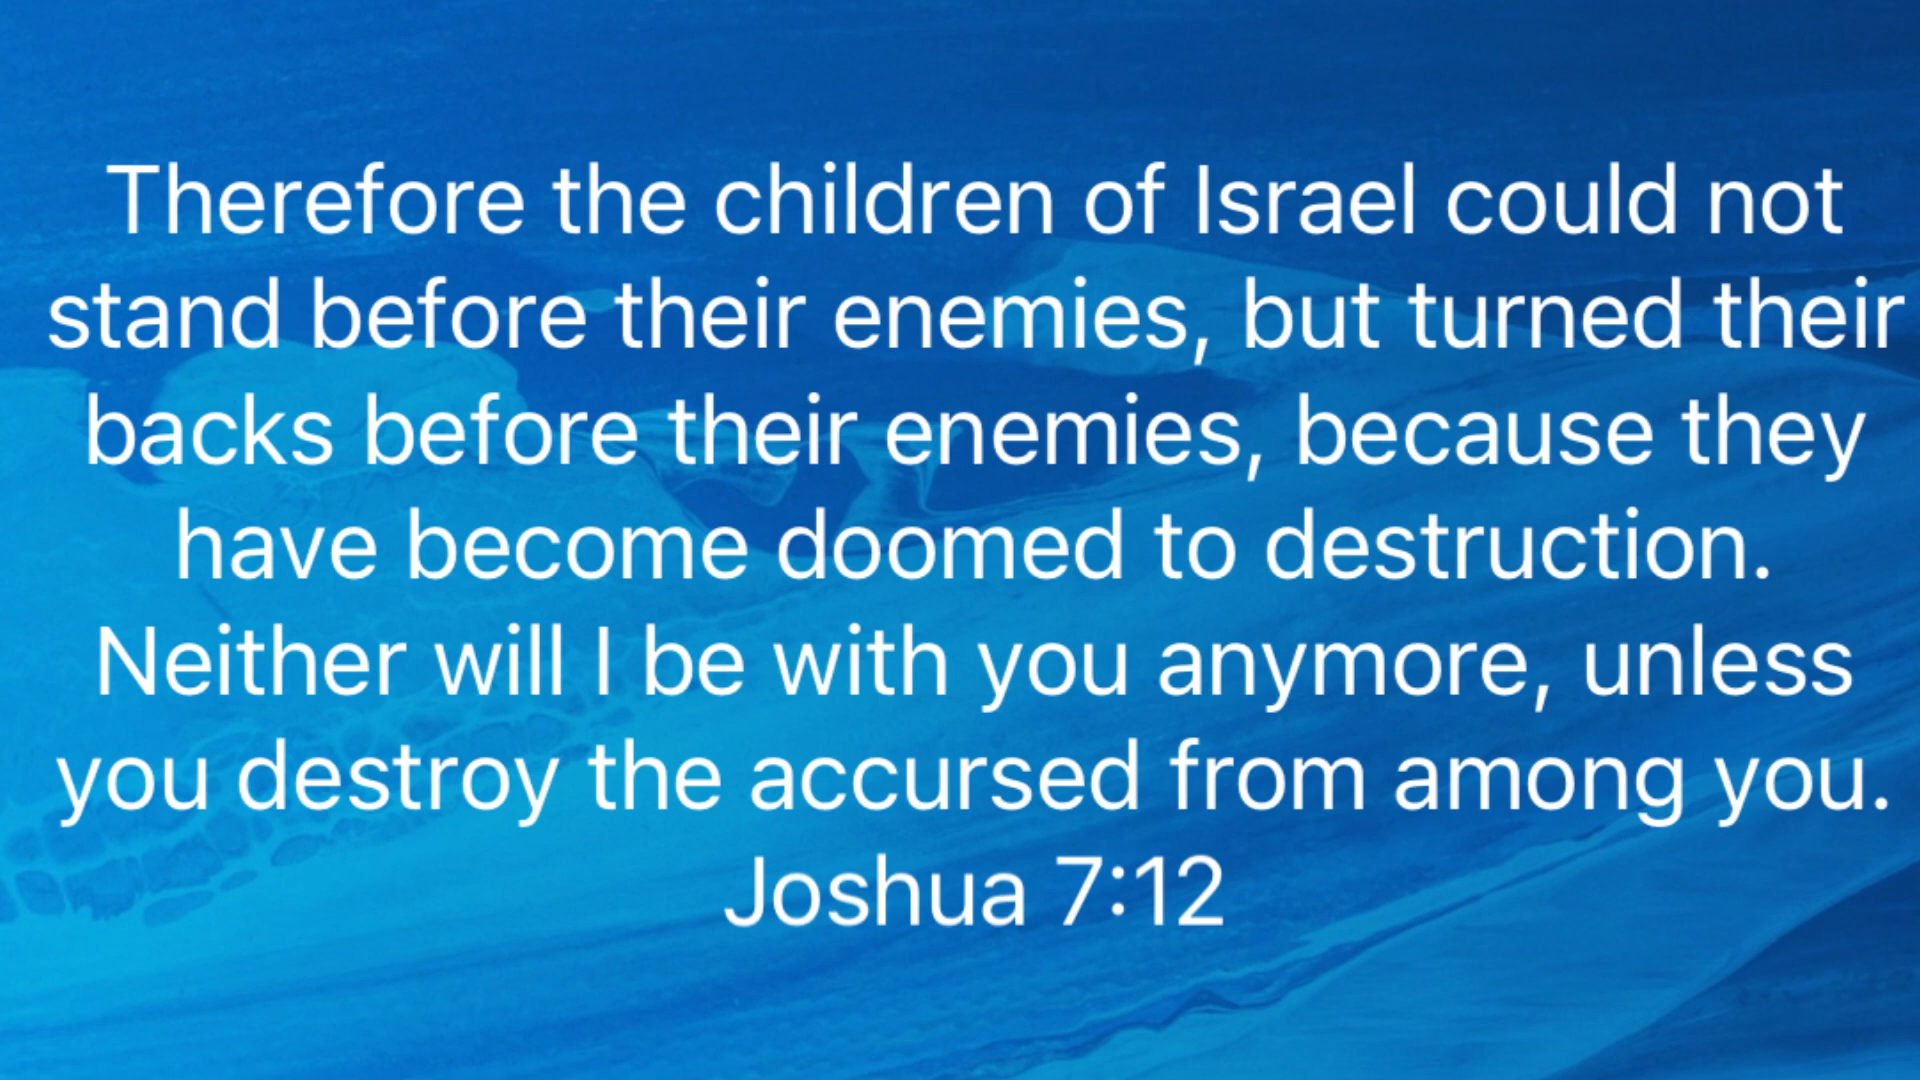 Therefore the children of Israel could not
stand before their enemies, but turned their
backs before their enemies, because they
have become doomed to destruction.
Neither will I be with you anymore, unless
you destroy the accursed from among you.
Joshua 7:12